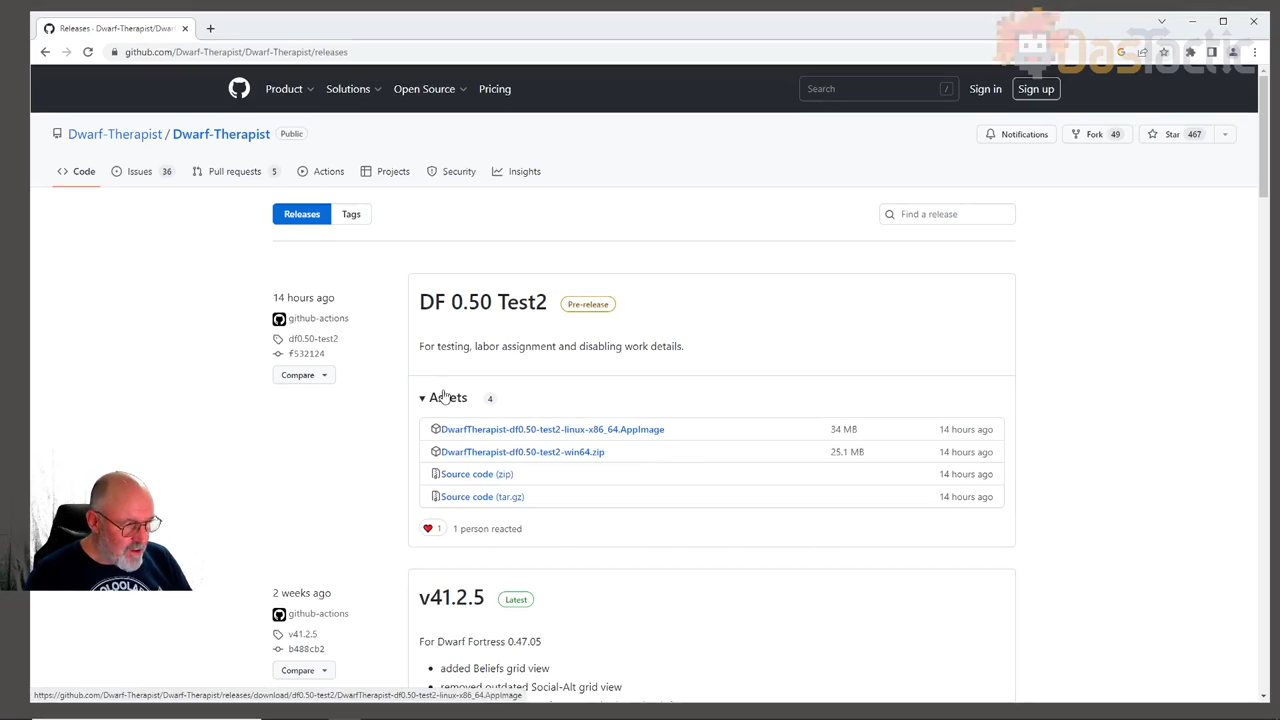 DasTactic
Releases · Dwarf-Therapist/Dwarf
github.com/Dwarf-Therapist/Dwarf-Therapist/releases
Product Solutions Open Source Pricing Search / Sign in Sign up
Dwarf-Therapist / Dwarf-Therapist Public Notifications Fork 49 Star 467
Code Issues 36 Pull requests 5 Actions Projects Security Insights
Releases Tags Find a release
14 hours ago
github-actions
df0.50-test2
f532124
Compare
DF 0.50 Test2 Pre-release
For testing, labor assignment and disabling work details.
Assets 4
DwarfTherapist-df0.50-test2-linux-x86_64.AppImage 34 MB 14 hours ago
DwarfTherapist-df0.50-test2-win64.zip 25.1 MB 14 hours ago
Source code (zip) 14 hours ago
Source code (tar.gz) 14 hours ago
1 1 person reacted
2 weeks ago
github-actions
v41.2.5
b488cb2
Compare
v41.2.5 Latest
For Dwarf Fortress 0.47.05
• added Beliefs grid view
• removed outdated Social-Alt grid view
https://github.com/Dwarf-Therapist/Dwarf-Therapist/releases/download/df0.50-test2/DwarfTherapist-df0.50-test2-linux-x86_64.AppImage